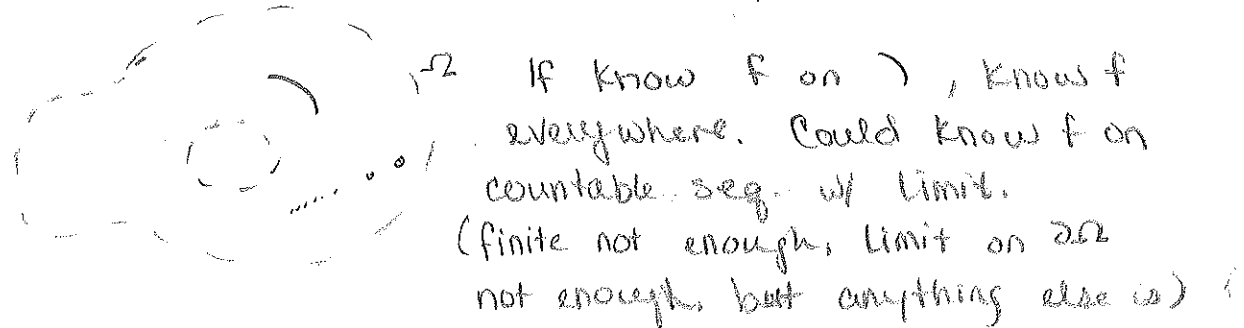 Ω If know f on ), know f
everywhere. Could know f on
countable seq. w/ limit.
(finite not enough, limit on ∂Ω
not enough, but anything else is)